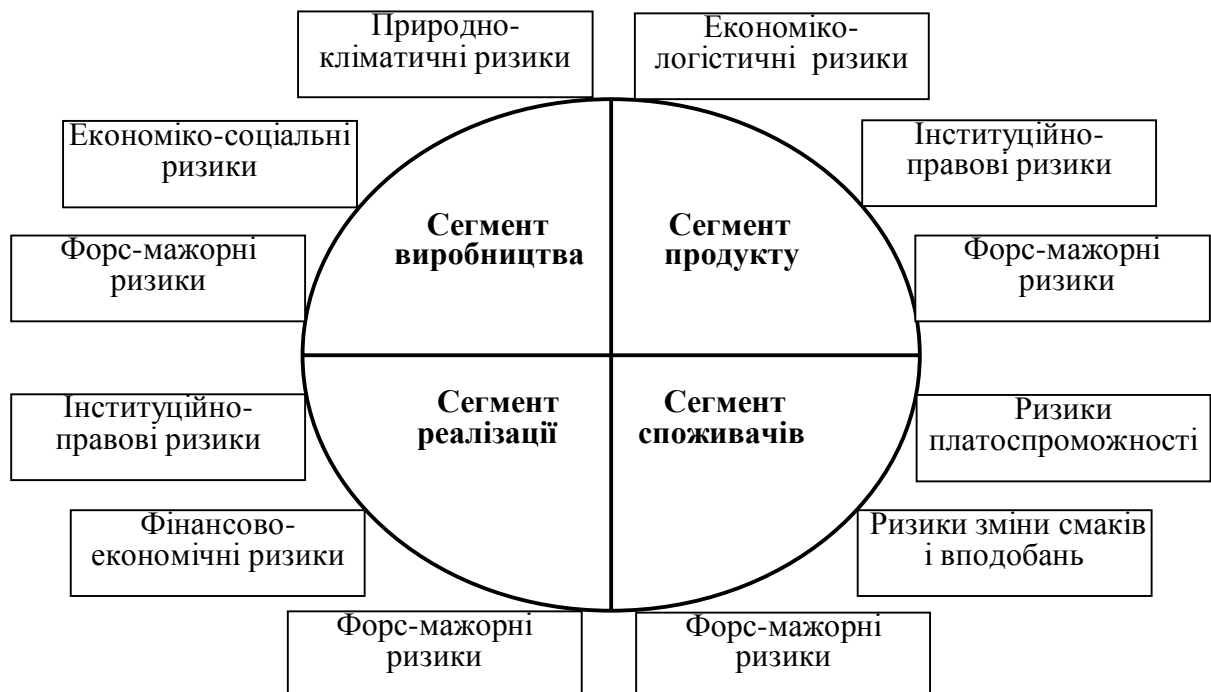 Природно-
кліматичні ризики
Економіко-
логістичні ризики
Економіко-соціальні
ризики
Інституційно-
правові ризики
Сегмент
виробництва
Сегмент
продукту
Форс-мажорні
ризики
Форс-мажорні
ризики
Інституційно-
правові ризики
Сегмент
реалізації
Сегмент
споживачів
Ризики
платоспроможності
Фінансово-
економічні ризики
Ризики зміни смаків
і вподобань
Форс-мажорні
ризики
Форс-мажорні
ризики